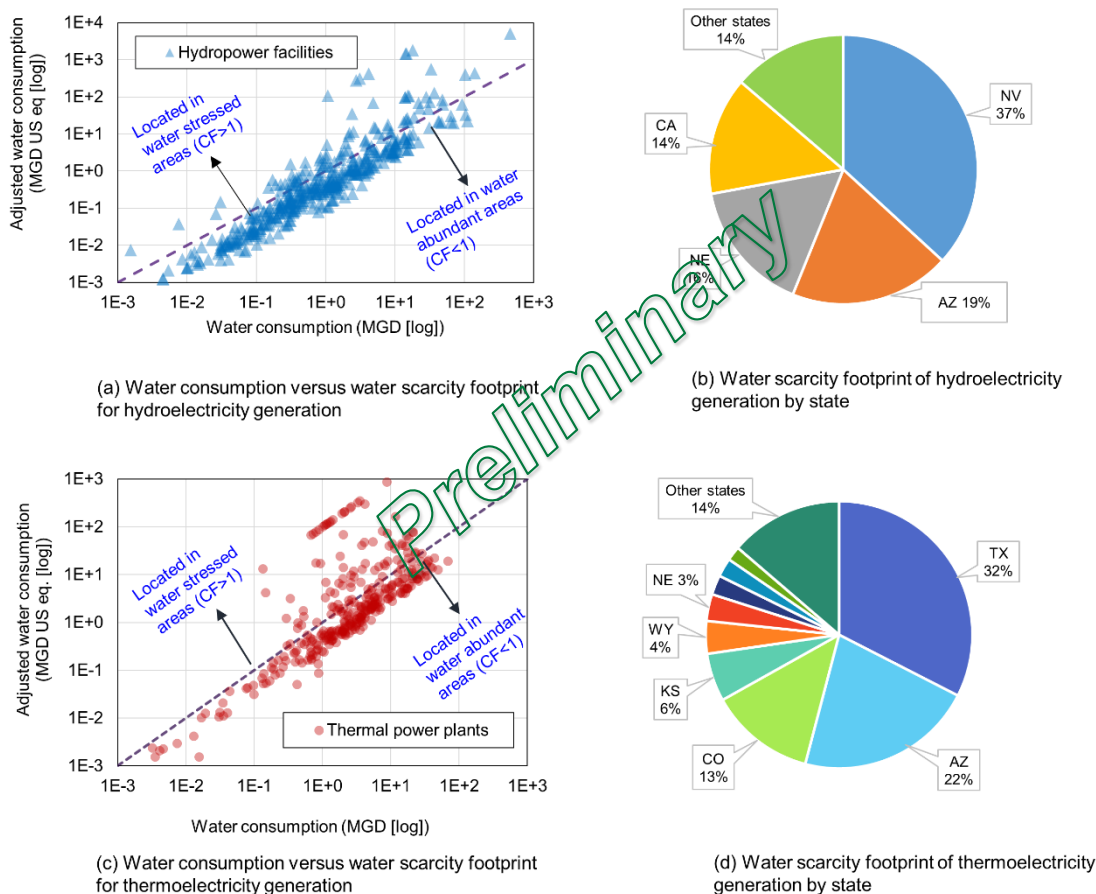 1E+4
1E+3
1E+2
1E+1
1E+0
1E-1
1E-2
1E-3
Adjusted water consumption
(MGD US eq [log])
Hydropower facilities
Located in
water stressed
areas (CF>1)
Located in water
abundant areas
(CF<1)
1E-3 1E-2 1E-1 1E+0 1E+1 1E+2 1E+3
Water consumption (MGD [log])
(a) Water consumption versus water scarcity footprint
for hydroelectricity generation
Other states
14%
NV
37%
CA
14%
NE
16%
AZ 19%
(b) Water scarcity footprint of hydroelectricity
generation by state
Preliminary
1E+3
1E+2
1E+1
1E+0
1E-1
1E-2
1E-3
Adjusted water consumption
(MGD US eq. [log])
Located in
water stressed
areas (CF>1)
Located in
water abundant
areas (CF<1)
Thermal power plants
1E-3 1E-2 1E-1 1E+0 1E+1 1E+2 1E+3
Water consumption (MGD [log])
(c) Water consumption versus water scarcity footprint
for thermoelectricity generation
Other states
14%
TX
32%
NE 3%
WY
4%
KS
6%
CO
13%
AZ
22%
(d) Water scarcity footprint of thermoelectricity
generation by state